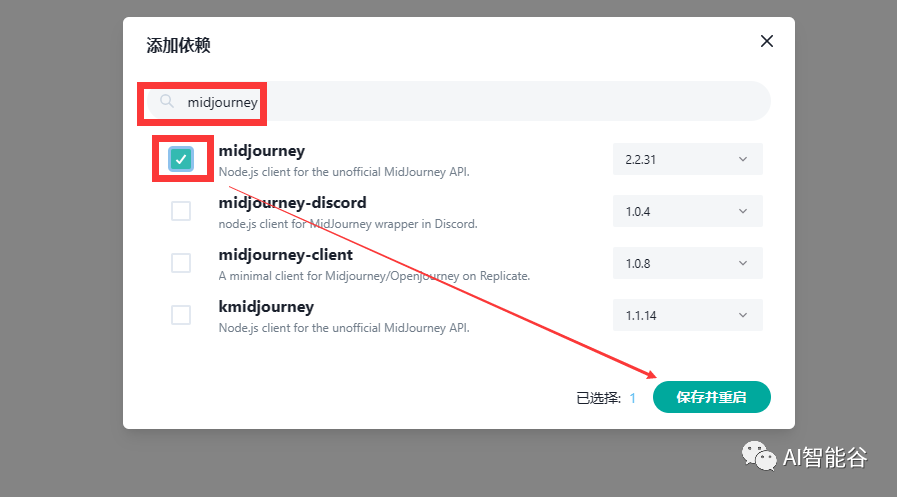 添加依赖
midjourney
midjourney
2.2.31
Node.js client for the unofficial MidJourney API.
midjourney-discord
1.0.4
node.js client for MidJourney wrapper in Discord.
midjourney-client
1.0.8
A minimal client for Midjourney/Openjourney on Replicate.
kmidjourney
1.1.14
Node.js client for the unofficial MidJourney API.
已选择: 1
保存并重启
AI智能谷